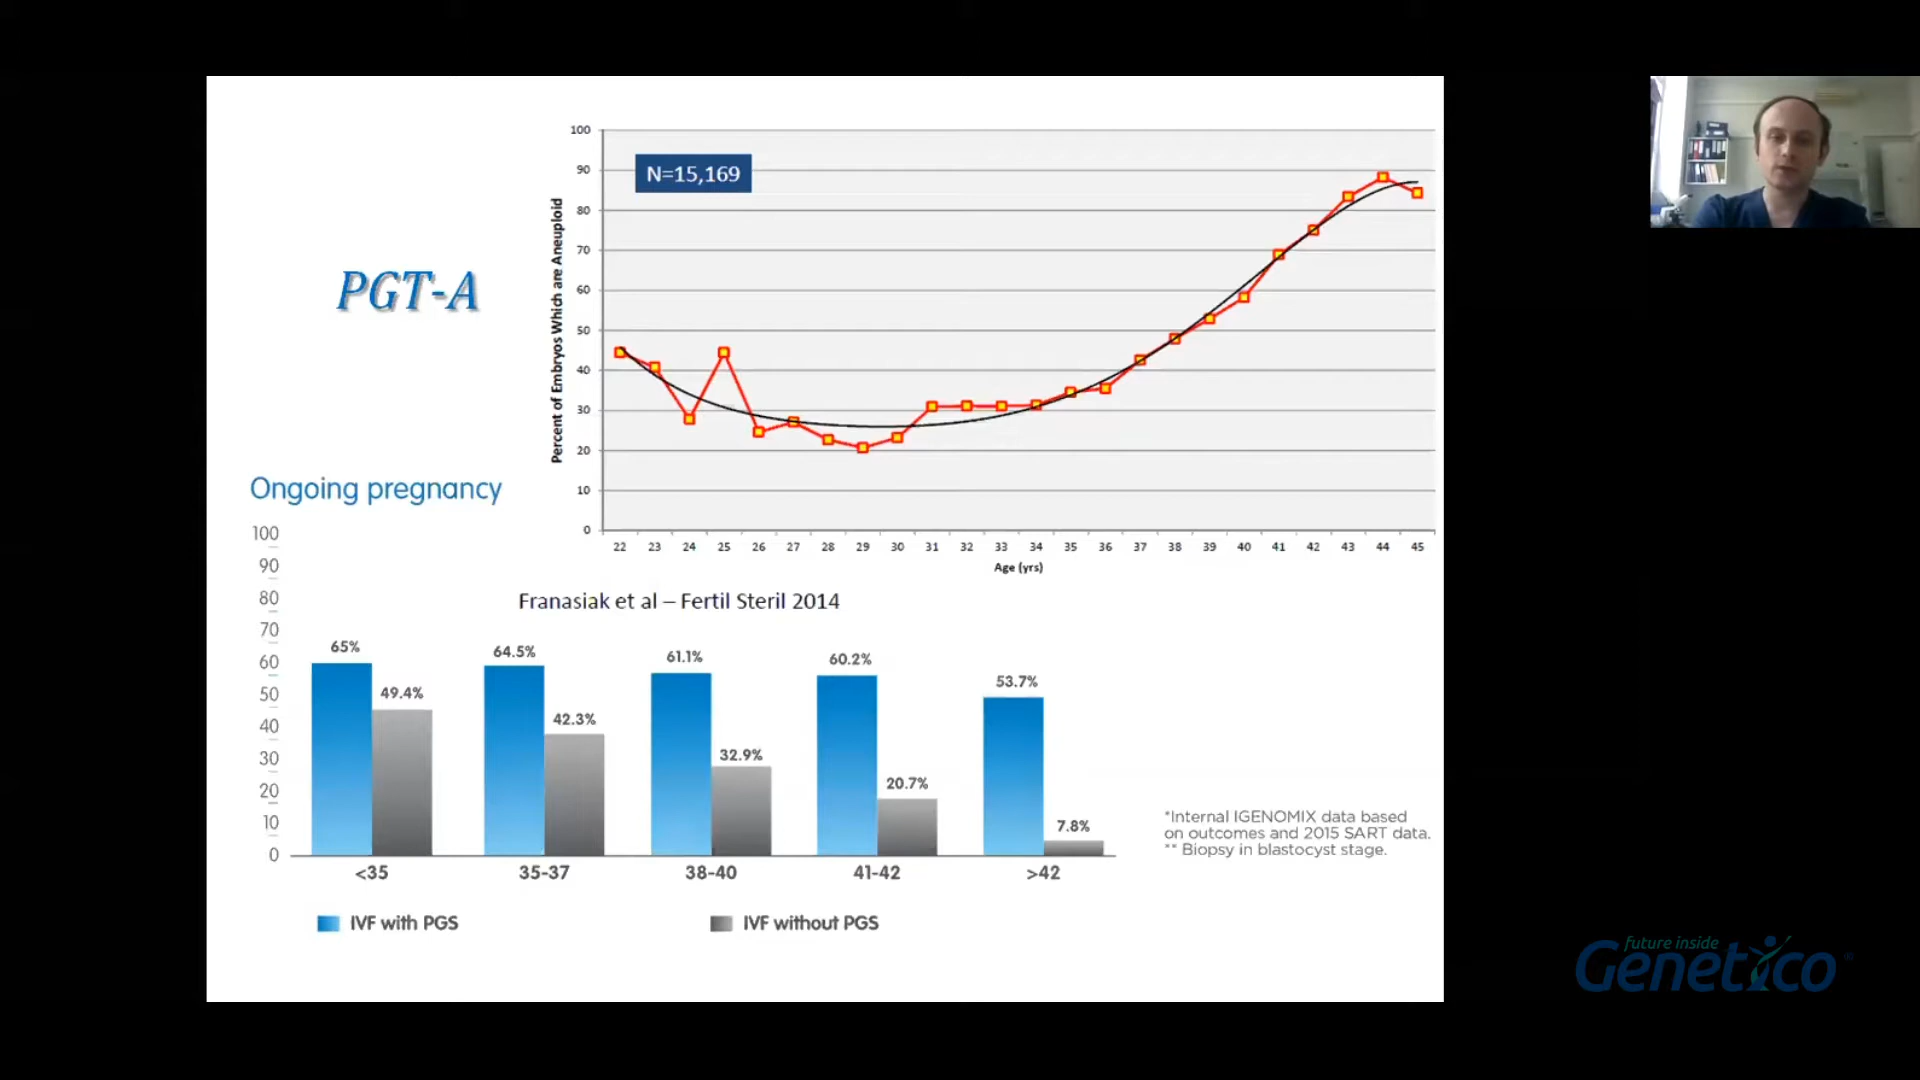 PGT-A
N=15,169
Percent of Embryos Which are Aneuploid
100
90
80
70
60
50
40
30
20
10
0
22 23 24 25 26 27 28 29 30 31 32 33 34 35 36 37 38 39 40 41 42 43 44 45
Age (yrs)
Franasiak et al – Fertil Steril 2014
Ongoing pregnancy
100
90
80
70
60
50
40
30
20
10
0
65% 49.4% 64.5% 42.3% 61.1% 32.9% 60.2% 20.7% 53.7% 7.8%
<35 35-37 38-40 41-42 >42
IVF with PGS IVF without PGS
*Internal IGENOMIX data based
on outcomes and 2015 SART data.
** Biopsy in blastocyst stage.
future inside
Genetico